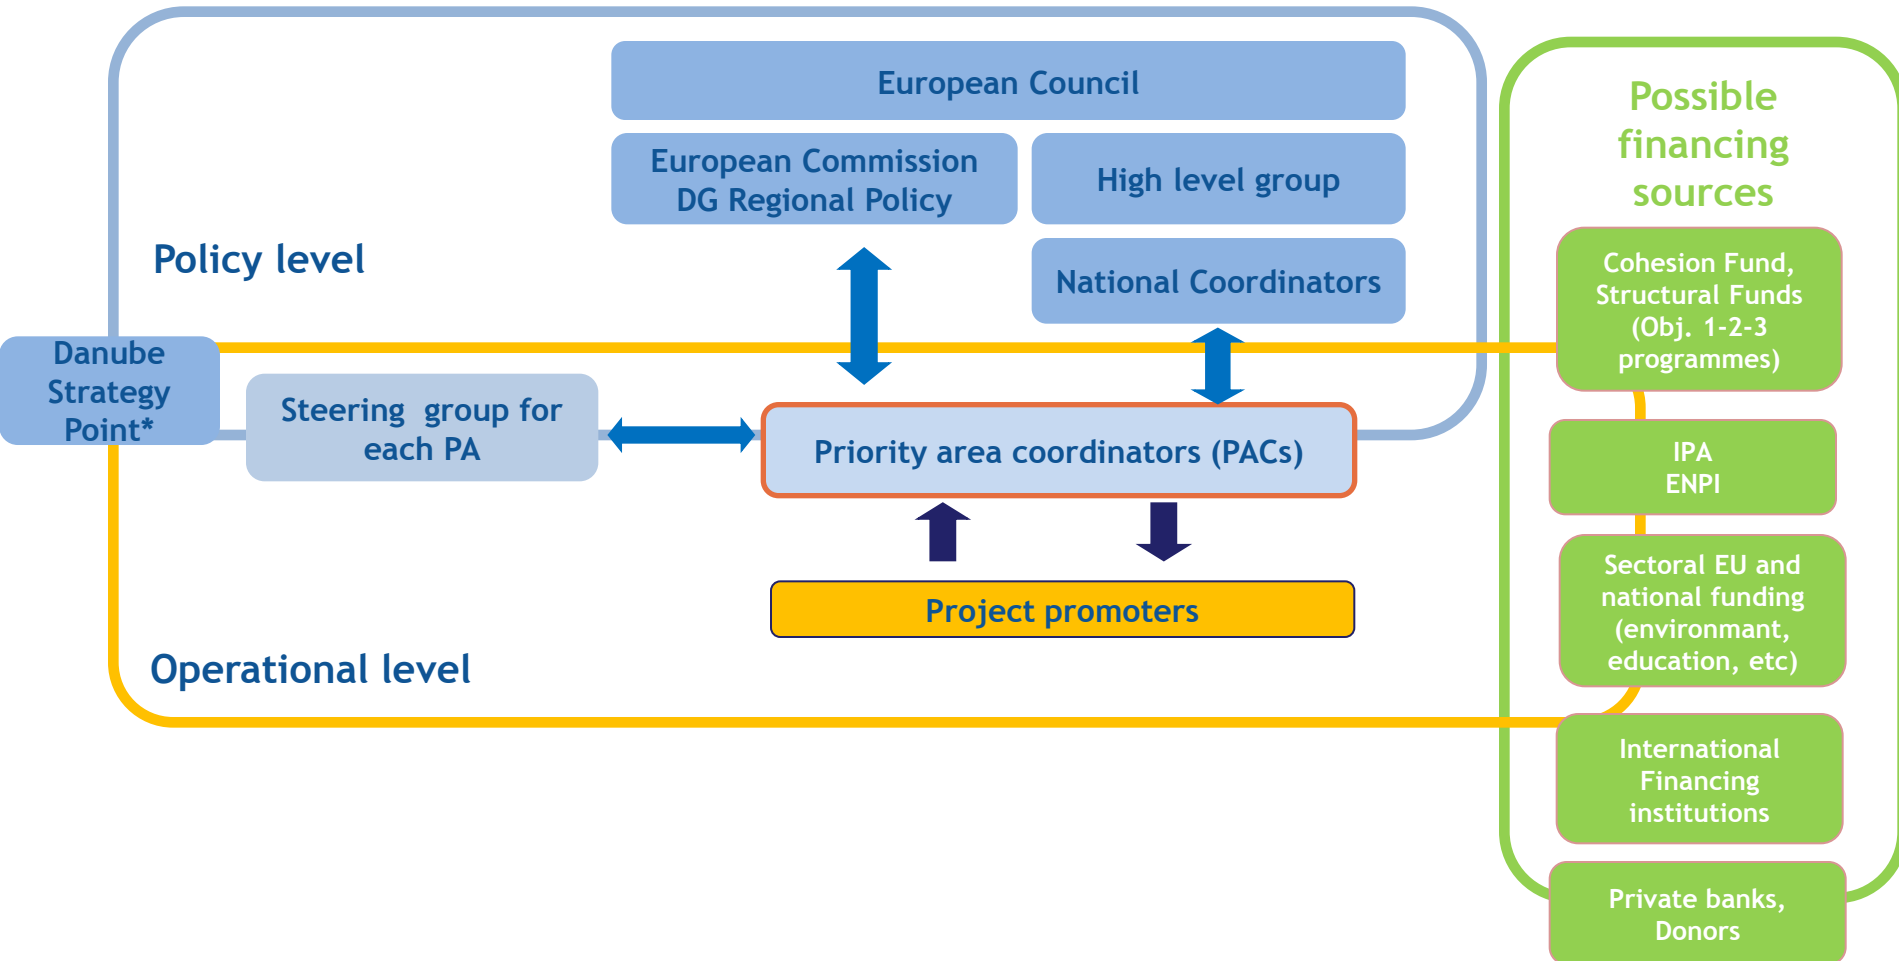 European Council
European Commission
DG Regional Policy
High level group
National Coordinators
Policy level
Danube
Strategy
Point*
Steering group for
each PA
Priority area coordinators (PACs)
Project promoters
Operational level
Possible
financing
sources
Cohesion Fund,
Structural Funds
(Obj. 1-2-3
programmes)
IPA
ENPI
Sectoral EU and
national funding
(environmant,
education, etc)
International
Financing
institutions
Private banks,
Donors